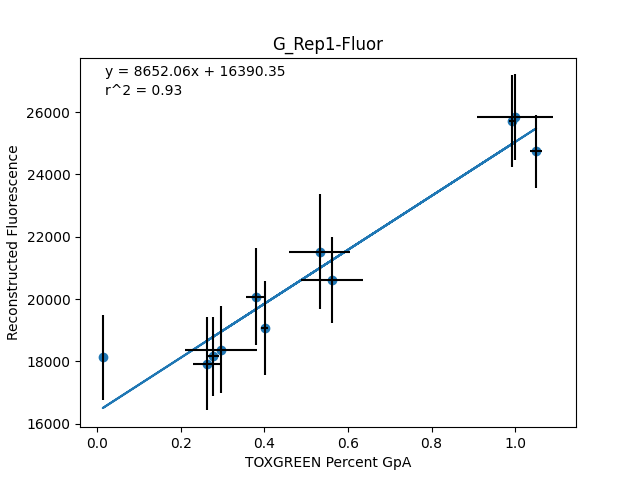 G_Rep1-Fluor
y = 8652.06x + 16390.35
r^2 = 0.93
26000
24000
22000
20000
18000
16000
Reconstructed Fluorescence
0.0 0.2 0.4 0.6 0.8 1.0
TOXGREEN Percent GpA